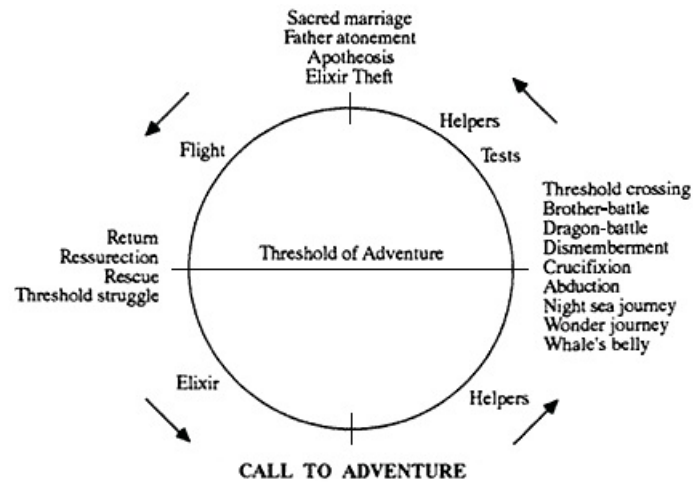 Sacred marriage
Father atonement
Apotheosis
Elixir Theft
Helpers
Flight
Tests
Threshold crossing
Brother-battle
Dragon-battle
Dismemberment
Crucifixion
Abduction
Night sea journey
Wonder journey
Whale's belly
Return
Ressurection
Rescue
Threshold struggle
Threshold of Adventure
Elixir
Helpers
CALL TO ADVENTURE